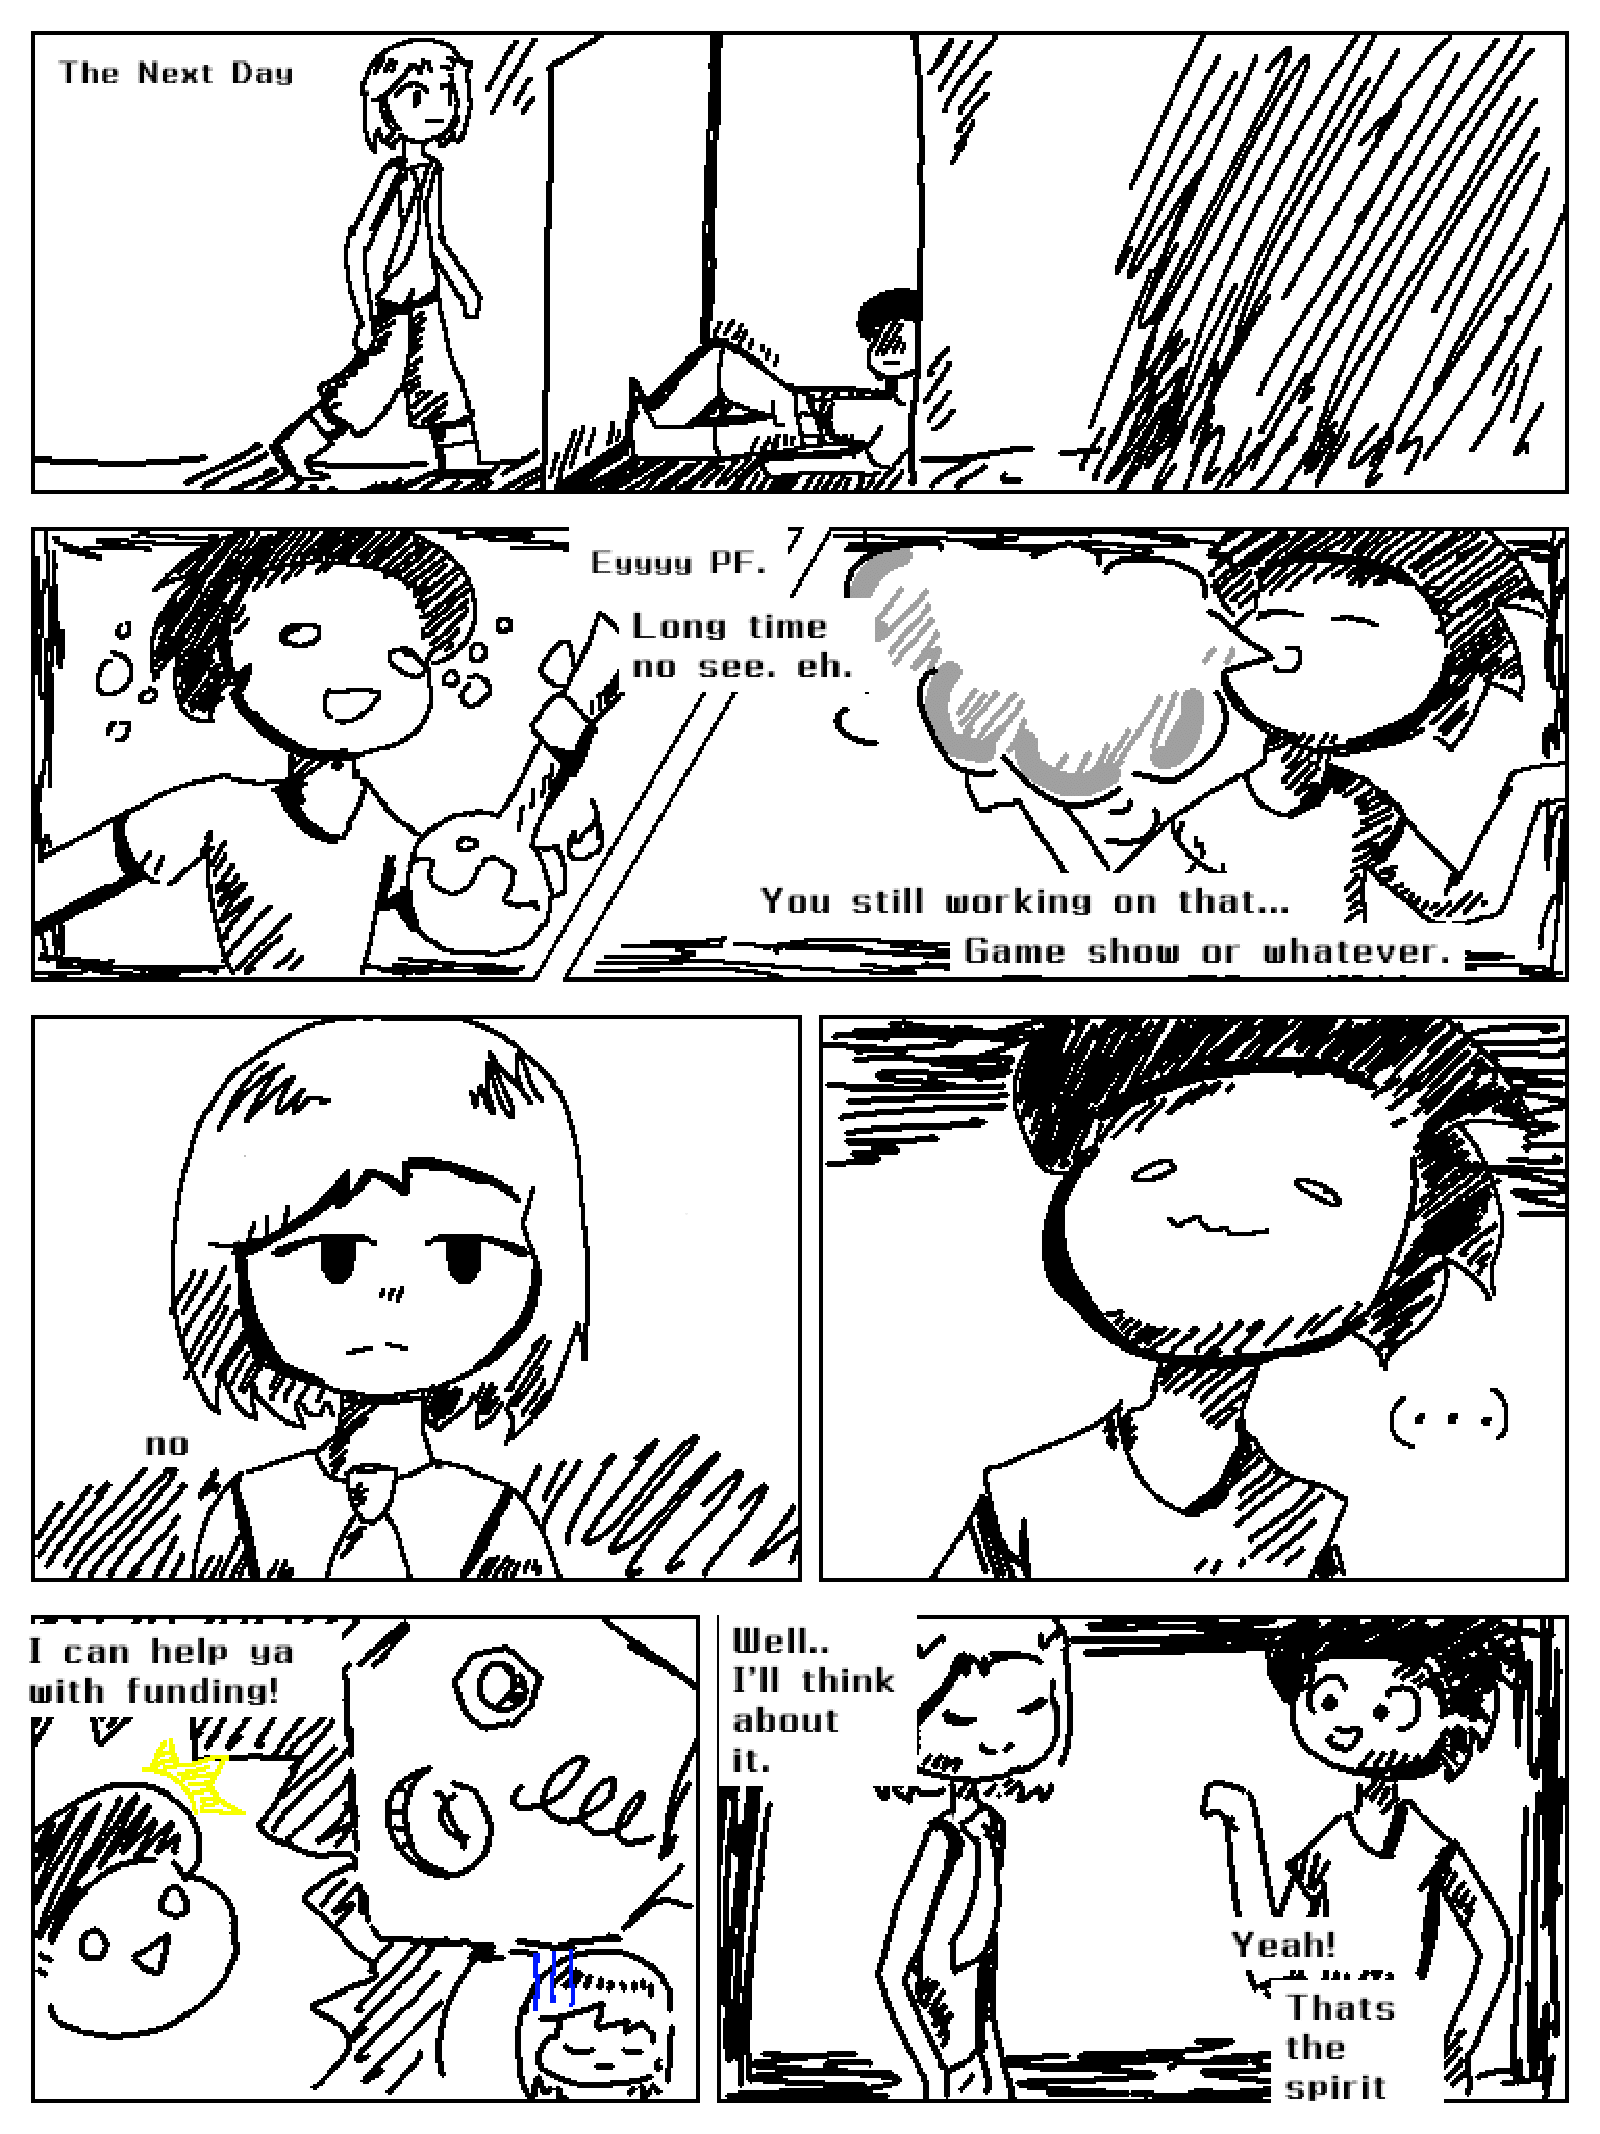 The Next Day
Eyyyy PF.
Long time
no see. eh.
You still working on that...
Game show or whatever.
no
(...)
I can help ya
with funding!
Well..
I'll think
about
it.
Yeah!
Thats
the
spirit